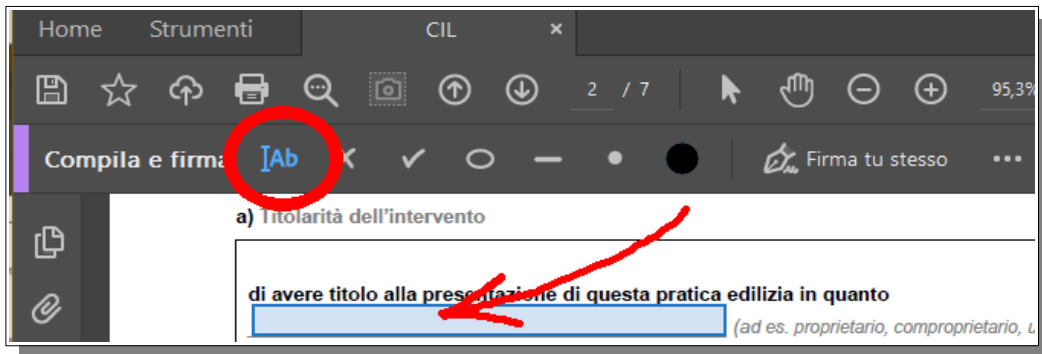 Home Strumenti CIL ×
2 / 7 95,3%
Compila e firma Ab Firma tu stesso
a) Titolarità dell'intervento
di avere titolo alla presentazione di questa pratica edilizia in quanto
(ad es. proprietario, comproprietario, u